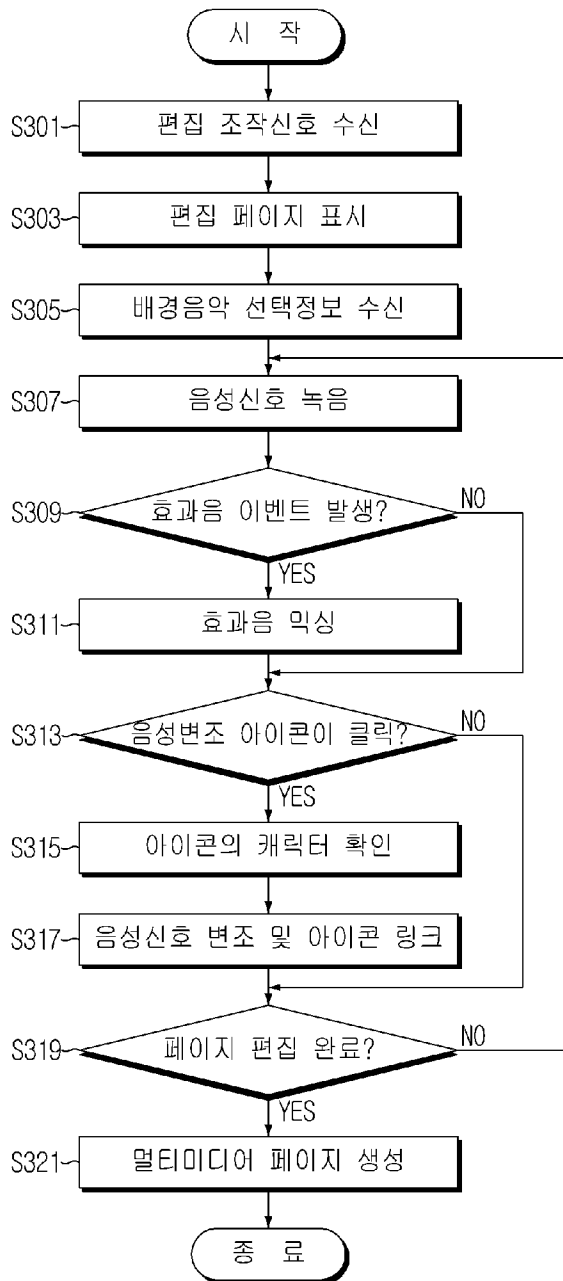 시 작
S301
편집 조작신호 수신
S303
편집 페이지 표시
S305
배경음악 선택정보 수신
S307
음성신호 녹음
S309
효과음 이벤트 발생?
NO
YES
S311
효과음 믹싱
S313
음성변조 아이콘이 클릭?
NO
YES
S315
아이콘의 캐릭터 확인
S317
음성신호 변조 및 아이콘 링크
S319
페이지 편집 완료?
NO
YES
S321
멀티미디어 페이지 생성
종 료